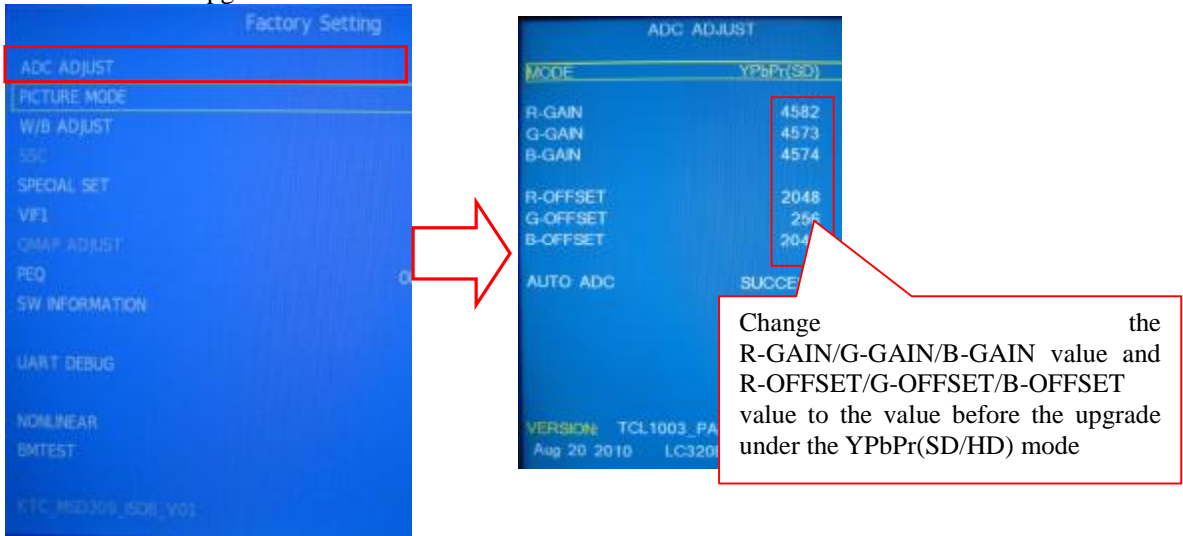 Factory Setting
ADC ADJUST
PICTURE MODE
W/B ADJUST
SSC
SPECIAL SET
VIF1
QMAP ADJUST
PEQ
SW INFORMATION
UART DEBUG
NONLINEAR
BMTEST
KTC_MSD309_ISDB_V01
ADC ADJUST
MODE YPbPr(SD)
R-GAIN 4582
G-GAIN 4573
B-GAIN 4574
R-OFFSET 2048
G-OFFSET 256
B-OFFSET
AUTO ADC
VERSION: TCL1003_PA
Aug 20 2010
Change the
R-GAIN/G-GAIN/B-GAIN value and
R-OFFSET/G-OFFSET/B-OFFSET
value to the value before the upgrade
under the YPbPr(SD/HD) mode